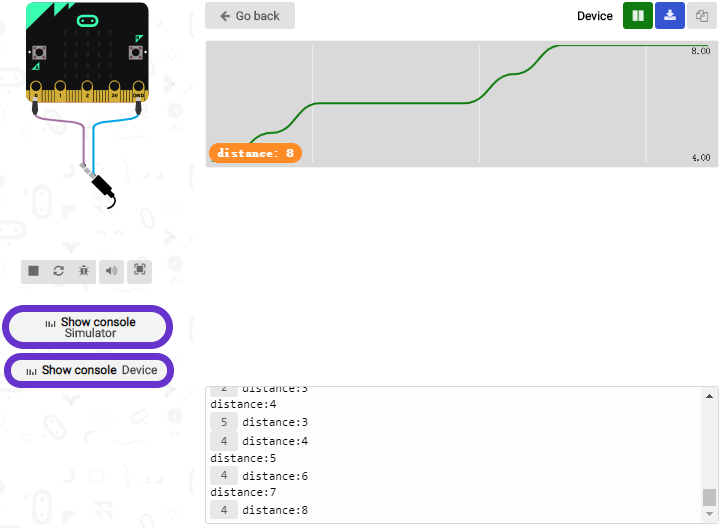 Go back
Device
0 1 2 3V GND
8.00
distance: 8
4.00
Show console
Simulator
Show console Device
2 distance:3
distance:4
5 distance:3
4 distance:4
distance:5
4 distance:6
distance:7
4 distance:8